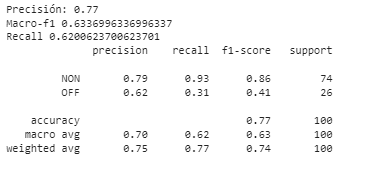 Precisión: 0.77
Macro-f1 0.6336996336996337
Recall 0.6200623700623701
precision recall f1-score support
NON 0.79 0.93 0.86 74
OFF 0.62 0.31 0.41 26
accuracy 0.77 100
macro avg 0.70 0.62 0.63 100
weighted avg 0.75 0.77 0.74 100